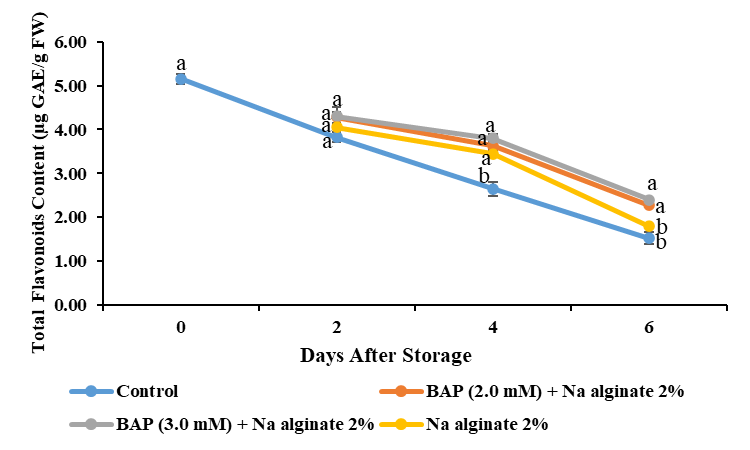 Total Flavonoids Content (µg GAE/g FW)
6.00
5.00
4.00
3.00
2.00
1.00
0.00
a
a
a
a
a
a
a
a
b
a
a
b
b
0
2
4
6
Days After Storage
Control
BAP (2.0 mM) + Na alginate 2%
BAP (3.0 mM) + Na alginate 2%
Na alginate 2%